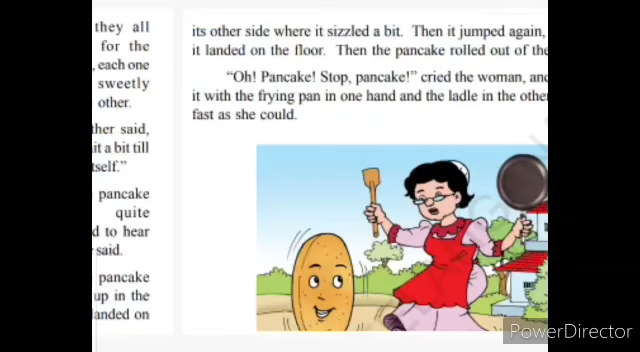 they all
for the
, each one
sweetly
other.
ther said,
it a bit till
tself.”
pancake
quite
d to hear
said.
pancake
up in the
landed on
its other side where it sizzled a bit. Then it jumped again,
it landed on the floor. Then the pancake rolled out of the
“Oh! Pancake! Stop, pancake!” cried the woman, and
it with the frying pan in one hand and the ladle in the other
fast as she could.
PowerDirector